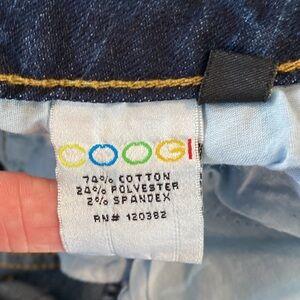 COOGI
74% COTTON
24% POLYESTER
2% SPANDEX
RN# 120382